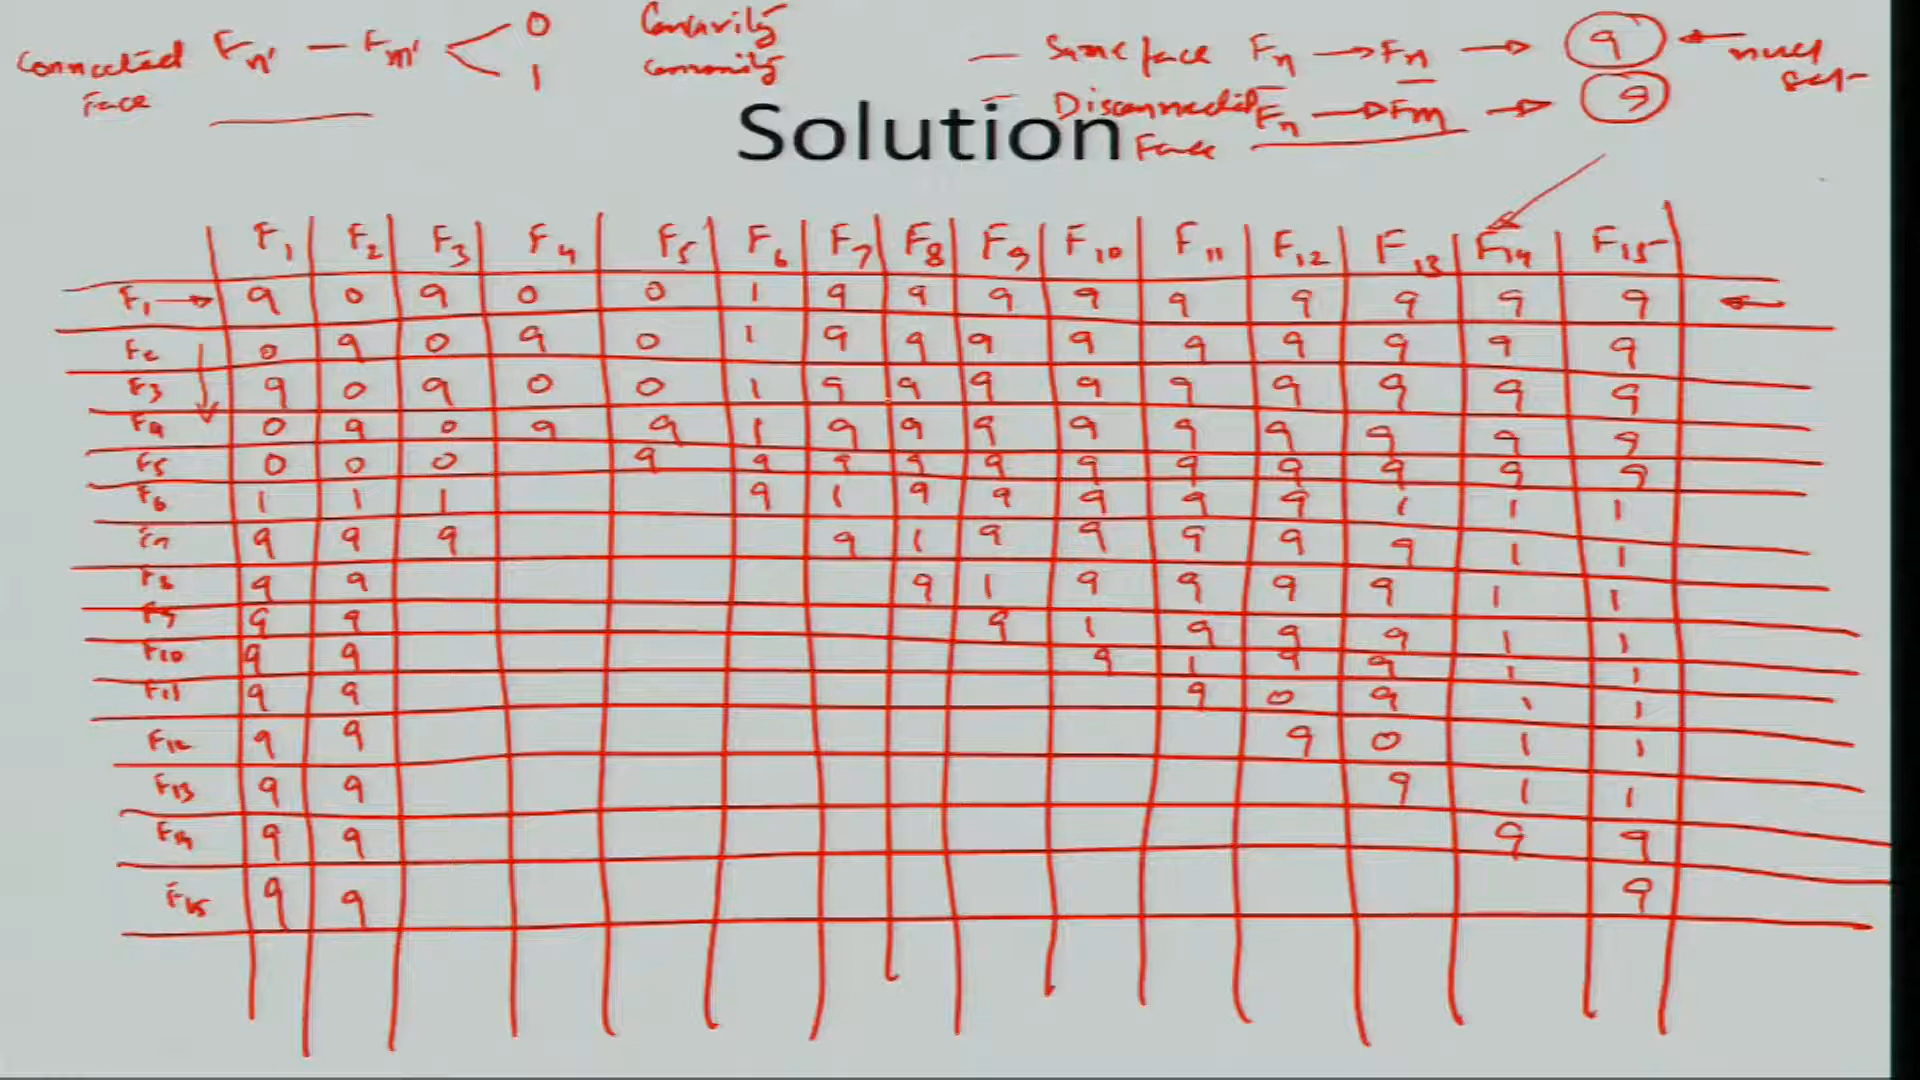 Connected Fn' — Fm' < 0
1
Face
Concavity
Convexity
— Same face Fn → Fn → 9 ← null set
— Disconnected Fn → Fm → 9
Face
Solution
F1 F2 F3 F4 F5 F6 F7 F8 F9 F10 F11 F12 F13 F14 F15
F1 → 9 0 9 0 0 1 9 9 9 9 9 9 9 9 9 ←
F2 0 9 0 9 0 1 9 9 9 9 9 9 9 9 9
F3 9 0 9 0 0 1 9 9 9 9 9 9 9 9 9
F4 0 9 0 9 9 1 9 9 9 9 9 9 9 9 9
F5 0 0 0 9 9 9 9 9 9 9 9 9 9 9
F6 1 1 1 9 1 9 9 9 9 9 1 1 1
F7 9 9 9 9 1 9 9 9 9 9 1 1
F8 9 9 9 1 9 9 9 9 1 1
F9 9 9 9 1 9 9 9 1 1
F10 9 9 9 1 9 9 1 1
F11 9 9 9 0 9 1 1
F12 9 9 9 0 1 1
F13 9 9 9 1 1
F14 9 9 9 9
F15 9 9 9